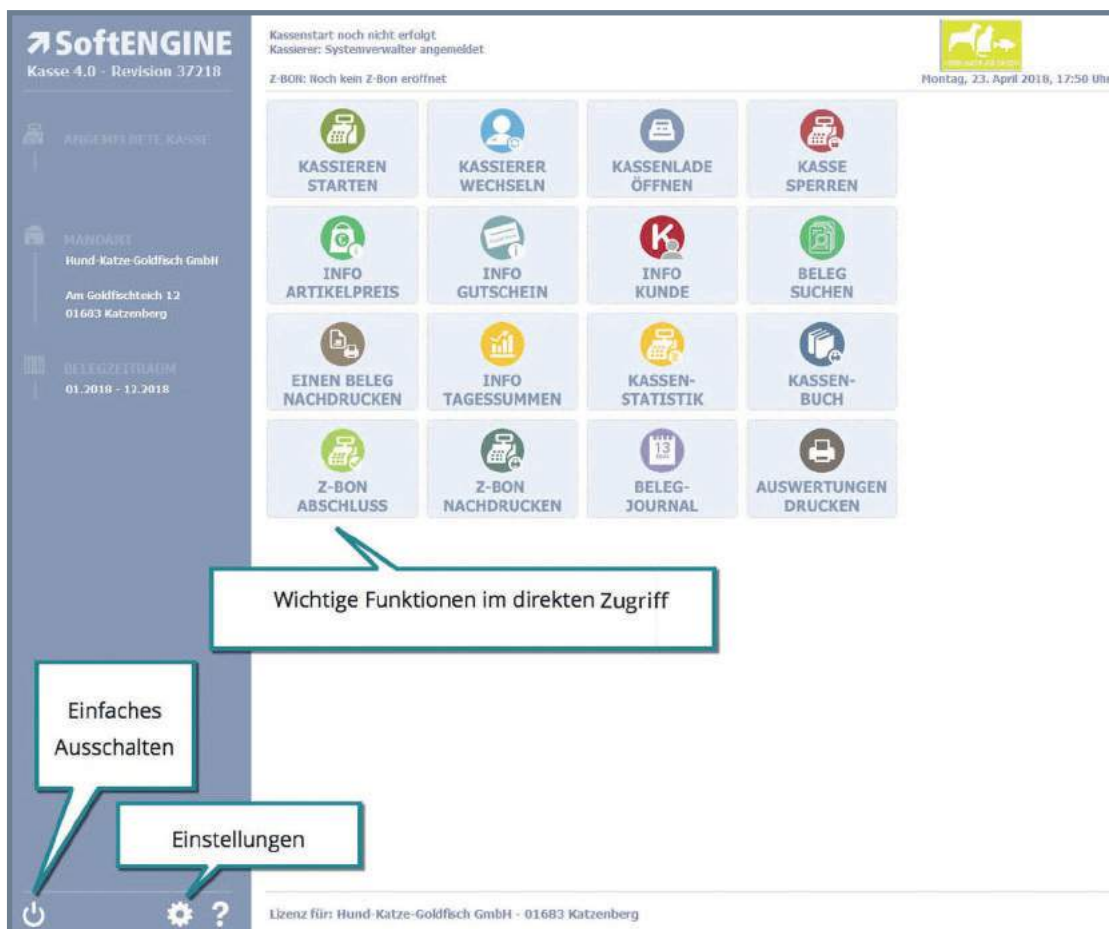 SoftENGINE
Kasse 4.0 - Revision 37218
Kassenstart noch nicht erfolgt
Kassierer: Systemverwalter angemeldet
Z-BON: Noch kein Z-Bon eröffnet
Montag, 23. April 2018, 17:50 Uhr
ANGEMELDETE KASSE
MANDANT
Hund-Katze-Goldfisch GmbH
Am Goldfischteich 12
01683 Katzenberg
BELEGZEITRAUM
01.2018 - 12.2018
KASSIEREN
STARTEN
KASSIERER
WECHSELN
KASSENLADE
ÖFFNEN
KASSE
SPERREN
INFO
ARTIKELPREIS
INFO
GUTSCHEIN
K
INFO
KUNDE
BELEG
SUCHEN
EINEN BELEG
NACHDRUCKEN
INFO
TAGESSUMMEN
KASSEN-
STATISTIK
KASSEN-
BUCH
Z-BON
ABSCHLUSS
Z-BON
NACHDRUCKEN
13
BELEG-
JOURNAL
AUSWERTUNGEN
DRUCKEN
Wichtige Funktionen im direkten Zugriff
Einfaches
Ausschalten
Einstellungen
?
Lizenz für: Hund-Katze-Goldfisch GmbH - 01683 Katzenberg